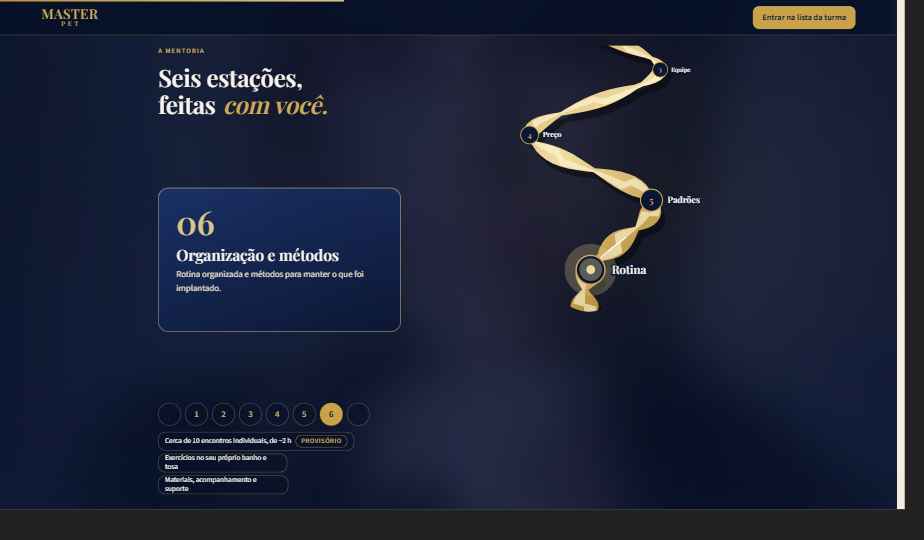 MASTER
PET
Entrar na lista da turma
A MENTORIA
Seis estações,
feitas com você.
3 Equipe
4 Preço
5 Padrões
Rotina
06
Organização e métodos
Rotina organizada e métodos para manter o que foi
implantado.
1 2 3 4 5 6
Cerca de 10 encontros individuais, de ~2 h PROVISÓRIO
Exercícios no seu próprio banho e
tosa
Materiais, acompanhamento e
suporte